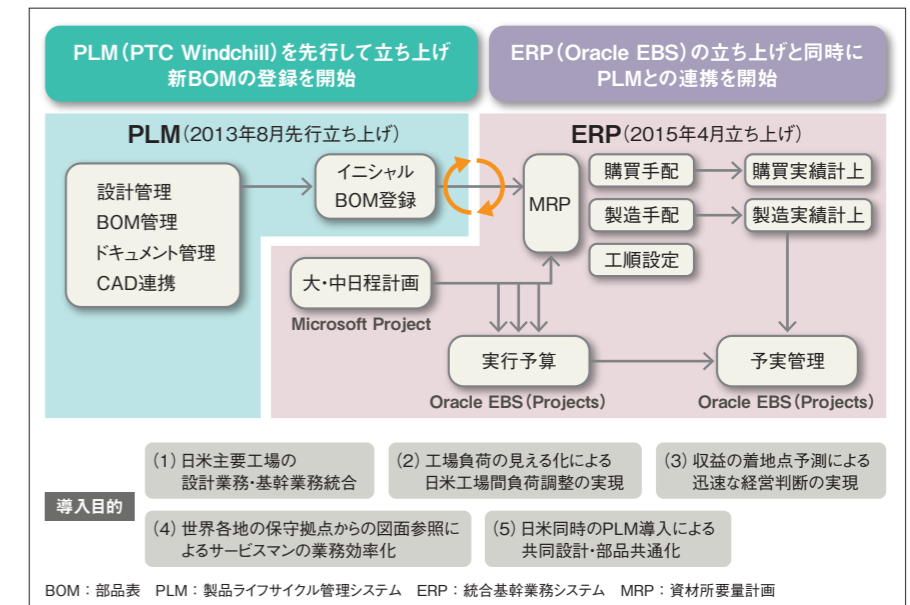 PLM（PTC Windchill）を先行して立ち上げ
新BOMの登録を開始
ERP（Oracle EBS）の立ち上げと同時に
PLMとの連携を開始
PLM（2013年8月先行立ち上げ）
ERP（2015年4月立ち上げ）
設計管理
BOM管理
ドキュメント管理
CAD連携
イニシャル
BOM登録
MRP
購買手配
購買実績計上
製造手配
製造実績計上
工順設定
大・中日程計画
Microsoft Project
実行予算
Oracle EBS（Projects）
予実管理
Oracle EBS（Projects）
導入目的
（1）日米主要工場の
設計業務・基幹業務統合
（2）工場負荷の見える化による
日米工場間負荷調整の実現
（3）収益の着地点予測による
迅速な経営判断の実現
（4）世界各地の保守拠点からの図面参照に
よるサービスマンの業務効率化
（5）日米同時のPLM導入による
共同設計・部品共通化
BOM：部品表　PLM：製品ライフサイクル管理システム　ERP：統合基幹業務システム　MRP：資材所要量計画